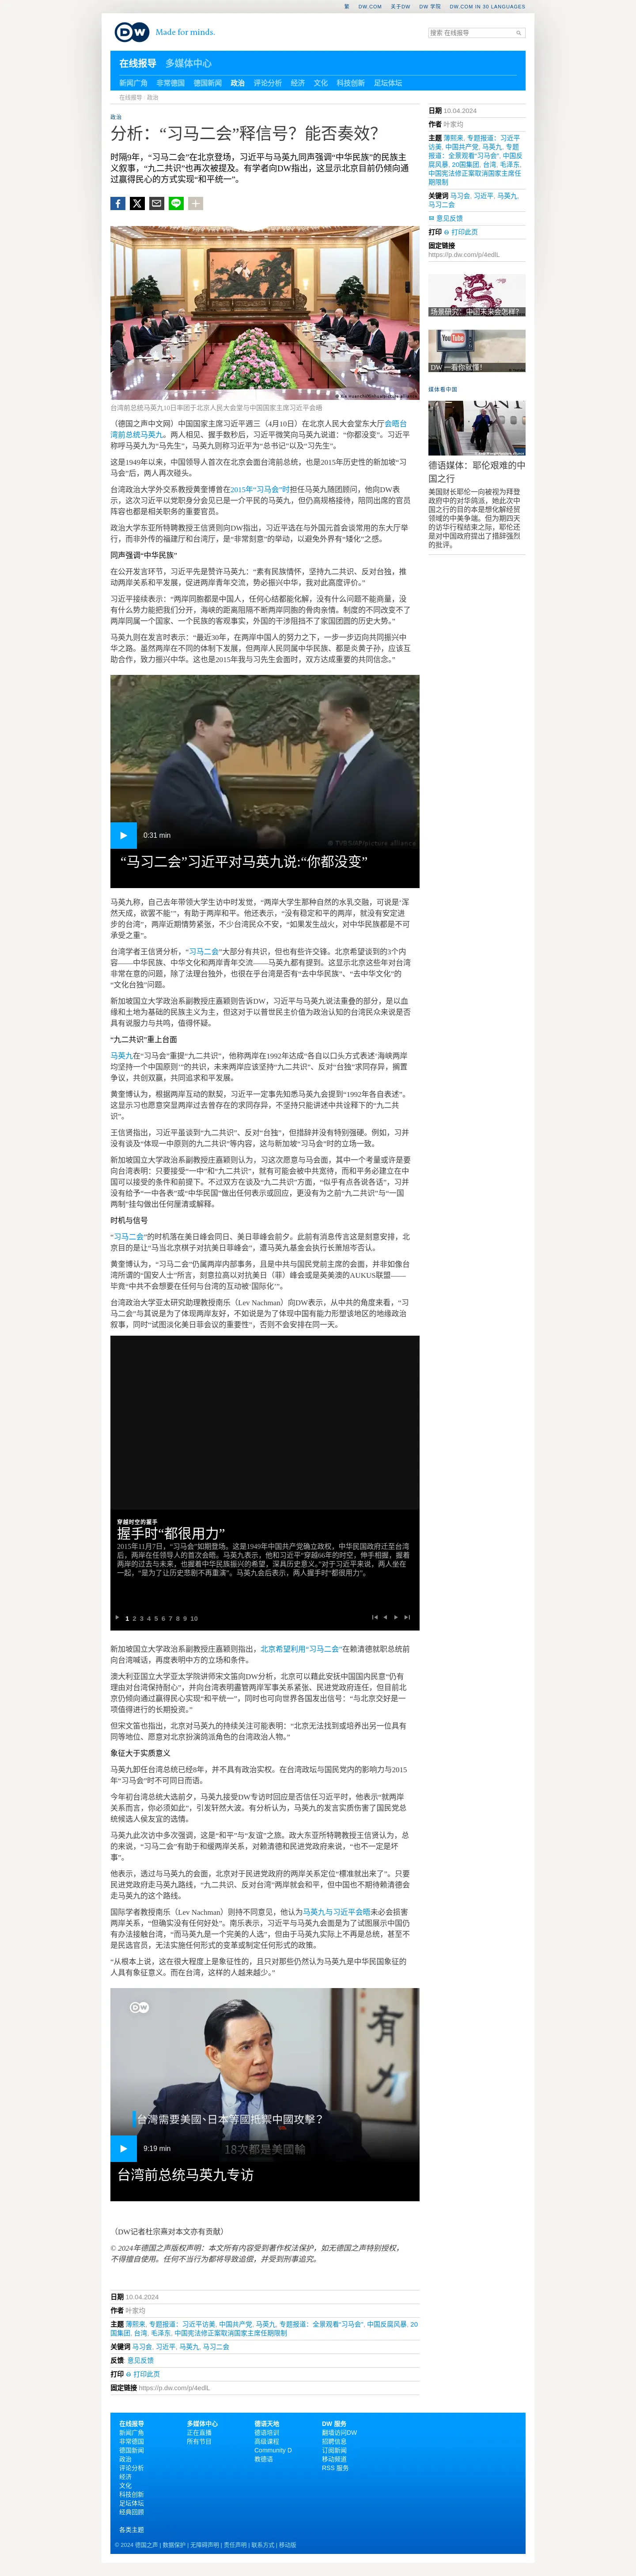 繁 DW.COM 关于DW DW 学院 DW.COM IN 30 LANGUAGES
DW Made for minds.
搜索 在线报导
在线报导 多媒体中心
新闻广角 非常德国 德国新闻 政治 评论分析 经济 文化 科技创新 足坛体坛
在线报导 / 政治
政治
分析：“习马二会”释信号？能否奏效？
时隔9年，“习马二会”在北京登场，习近平与马英九同声强调“中华民族”的民族主
义叙事，“九二共识”也再次被提及。有学者向DW指出，这显示北京目前仍倾向通
过赢得民心的方式实现“和平统一”。
台湾前总统马英九10日率团于北京人民大会堂与中国国家主席习近平会晤
（德国之声中文网）中国国家主席习近平週三（4月10日）在北京人民大会堂东大厅会晤台
湾前总统马英九。两人相见、握手数秒后，习近平微笑向马英九说道：“你都没变”。习近平
称呼马英九为“马先生”，马英九则称习近平为“总书记”以及“习先生”。
这是1949年以来，中国领导人首次在北京会面台湾前总统，也是2015年历史性的新加坡“习
马会”后，两人再次碰头。
台湾政治大学外交系教授黄奎博曾在2015年“习马会”时担任马英九随团顾问，他向DW表
示，这次习近平以党职身分会见已是一介平民的马英九，但仍高规格接待，陪同出席的官员
阵容也都是相关职务的重要官员。
政治大学东亚所特聘教授王信贤则向DW指出，习近平选在与外国元首会谈常用的东大厅举
行，而非外传的福建厅和台湾厅，是“非常刻意”的举动，以避免外界有“矮化”之感。
同声强调“中华民族”
在公开发言环节，习近平先是赞许马英九：“素有民族情怀，坚持九二共识、反对台独，推
动两岸关系和平发展，促进两岸青年交流，势必振兴中华，我对此高度评价。”
习近平接续表示：“两岸同胞都是中国人，任何心结都能化解，没有什么问题不能商量，没
有什么势力能把我们分开，海峡的距离阻隔不断两岸同胞的骨肉亲情。制度的不同改变不了
两岸同属一个国家、一个民族的客观事实，外国的干涉阻挡不了家国团圆的历史大势。”
马英九则在发言时表示：“最近30年，在两岸中国人的努力之下，一步一步迈向共同振兴中
华之路。虽然两岸在不同的体制下发展，但两岸人民同属中华民族、都是炎黄子孙，应该互
助合作，致力振兴中华。这也是2015年我与习先生会面时，双方达成重要的共同信念。”
0:31 min
“马习二会”习近平对马英九说:“你都没变”
马英九称，自己去年带领大学生访中时发觉，“两岸大学生那种自然的水乳交融，可说是‘浑
然天成，欲罢不能’”，有助于两岸和平。他还表示，“没有稳定和平的两岸，就没有安定进
步的台湾”，两岸近期情势紧张，不少台湾民众不安，“如果发生战火，对中华民族都是不可
承受之重”。
台湾学者王信贤分析，“习马二会”大部分有共识，但也有些许交锋。北京希望谈到的3个内
容——中华民族、中华文化和两岸青年交流——马英九都有提到。这显示北京这些年对台湾
非常在意的问题，除了法理台独外，也很在乎台湾是否有“去中华民族”、“去中华文化”的
“文化台独”问题。
新加坡国立大学政治系副教授庄嘉颖则告诉DW，习近平与马英九说法重叠的部分，是以血
缘和土地为基础的民族主义为主，但这对于以普世民主价值为政治认知的台湾民众来说是否
具有说服力与共鸣，值得怀疑。
“九二共识”重上台面
马英九在“习马会”重提“九二共识”，他称两岸在1992年达成“各自以口头方式表述‘海峡两岸
均坚持一个中国原则’”的共识，未来两岸应该坚持“九二共识”、反对“台独”求同存异，搁置
争议，共创双赢，共同追求和平发展。
黄奎博认为，根据两岸互动的默契，习近平一定事先知悉马英九会提到“1992年各自表述”。
这显示习也愿意突显两岸过去曾存在的求同存异，不坚持只能讲述中共诠释下的“九二共
识”。
王信贤指出，习近平虽谈到“九二共识”、反对“台独”，但措辞并没有特别强硬。例如，习并
没有谈及“体现一中原则的九二共识”等内容，这与新加坡“习马会”时的立场一致。
新加坡国立大学政治系副教授庄嘉颖则认为，习这次愿意与马会面，其中一个考量或许是要
向台湾表明：只要接受“一中”和“九二共识”，就有可能会被中共宽待，而和平务必建立在中
国可以接受的条件和前提下。不过双方在谈及“九二共识”方面，“似乎有点各说各话”，习并
没有给予“一中各表”或“中华民国”做出任何表示或回应，更没有为之前“九二共识”与“一国
两制”挂勾做出任何厘清或解释。
时机与信号
“习马二会”的时机落在美日峰会同日、美日菲峰会前夕。此前有消息传言这是刻意安排，北
京目的是让“马当北京棋子对抗美日菲峰会”，遭马英九基金会执行长萧旭岑否认。
黄奎博认为，“习马二会”仍属两岸内部事务，且是中共与国民党前主席的会面，并非如像台
湾所谓的“国安人士”所言，刻意拉高以对抗美日（菲）峰会或是英美澳的AUKUS联盟——
毕竟“中共不会想要在任何与台湾的互动被‘国际化’”。
台湾政治大学亚太研究助理教授南乐（Lev Nachman）向DW表示，从中共的角度来看，“习
马二会”与其说是为了体现两岸友好，不如说是为了体现中国有能力形塑该地区的地缘政治
叙事，同时“试图淡化美日菲会议的重要性”，否则不会安排在同一天。
穿越时空的握手
握手时“都很用力”
2015年11月7日，“习马会”如期登场。这是1949年中国共产党确立政权，中华民国政府迁至台湾
后，两岸在任领导人的首次会晤。马英九表示，他和习近平“穿越66年的时空，伸手相握，握着
两岸的过去与未来，也握着中华民族振兴的希望，深具历史意义。”对于习近平来说，两人坐在
一起，“是为了让历史悲剧不再重演”。马英九会后表示，两人握手时“都很用力”。
1 2 3 4 5 6 7 8 9 10
新加坡国立大学政治系副教授庄嘉颖则指出，北京希望利用“习马二会”在赖清德就职总统前
向台湾喊话，再度表明中方的立场和条件。
澳大利亚国立大学亚太学院讲师宋文笛向DW分析，北京可以藉此安抚中国国内民意“仍有
理由对台湾保持耐心”，并向台湾表明儘管两岸军事关系紧张、民进党政府连任，但目前北
京仍倾向通过赢得民心实现“和平统一”，同时也可向世界各国发出信号：“与北京交好是一
项值得进行的长期投资。”
但宋文笛也指出，北京对马英九的持续关注可能表明：“北京无法找到或培养出另一位具有
同等地位、愿意对北京扮演鸽派角色的台湾政治人物。”
象征大于实质意义
马英九卸任台湾总统已经8年，并不具有政治实权。在台湾政坛与国民党内的影响力与2015
年“习马会”时不可同日而语。
今年初台湾总统大选前夕，马英九接受DW专访时回应是否信任习近平时，他表示“就两岸
关系而言，你必须如此”，引发轩然大波。有分析认为，马英九的发言实质伤害了国民党总
统候选人侯友宜的选情。
马英九此次访中多次强调，这是“和平”与“友谊”之旅。政大东亚所特聘教授王信贤认为，总
的来说，“习马二会”有助于和缓两岸关系，对赖清德和民进党政府来说，“也不一定是坏
事”。
他表示，透过与马英九的会面，北京对于民进党政府的两岸关系定位“標准就出来了”。只要
民进党政府走马英九路线，“九二共识、反对台湾”两岸就会和平，但中国也不期待赖清德会
走马英九的这个路线。
国际学者教授南乐（Lev Nachman）则持不同意见，他认为马英九与习近平会晤未必会损害
两岸关系，“但确实没有任何好处”。南乐表示，习近平与马英九会面是为了试图展示中国仍
有办法接触台湾，“而马英九是一个完美的人选”，但由于马英九实际上不再是总统，甚至不
是民选官员，无法实施任何形式的变革或制定任何形式的政策。
“从根本上说，这在很大程度上是象征性的，且只对那些仍然认为马英九是中华民国象征的
人具有象征意义。而在台湾，这样的人越来越少。”
DW
有
台灣需要美國、日本等國抵禦中國攻擊？
18次都是美國輪
9:19 min
台湾前总统马英九专访
（DW记者杜宗熹对本文亦有贡献）
© 2024年德国之声版权声明：本文所有内容受到著作权法保护，如无德国之声特别授权，
不得擅自使用。任何不当行为都将导致追偿，并受到刑事追究。
日期 10.04.2024
作者 叶家均
主题 薄熙来, 专题报道：习近平访美, 中国共产党, 马英九, 专题报道：全景观看“习马会”, 中国反腐风暴, 20
国集团, 台湾, 毛泽东, 中国宪法修正案取消国家主席任期限制
关键词 马习会, 习近平, 马英九, 马习二会
反馈 意见反馈
打印 打印此页
固定链接 https://p.dw.com/p/4edlL
日期 10.04.2024
作者 叶家均
主题 薄熙来, 专题报道：习近平
访美, 中国共产党, 马英九, 专题
报道：全景观看“习马会”, 中国反
腐风暴, 20国集团, 台湾, 毛泽东,
中国宪法修正案取消国家主席任
期限制
关键词 马习会, 习近平, 马英九,
马习二会
意见反馈
打印 打印此页
固定链接
https://p.dw.com/p/4edlL
场景研究：中国未来会怎样？
YouTube
DW 一看你就懂！
媒体看中国
德语媒体：耶伦艰难的中
国之行
美国财长耶伦一向被视为拜登
政府中的对华鸽派，她此次中
国之行的目的本是想化解经贸
领域的中美争端。但为期四天
的访华行程结束之际，耶伦还
是对中国政府提出了措辞强烈
的批评。
在线报导
新闻广角
非常德国
德国新闻
政治
评论分析
经济
文化
科技创新
足坛体坛
经典回顾
各类主题
多媒体中心
正在直播
所有节目
德语天地
德语培训
高级课程
Community D
教德语
DW 服务
翻墙访问DW
招聘信息
订阅新闻
移动频道
RSS 服务
© 2024 德国之声 | 数据保护 | 无障碍声明 | 责任声明 | 联系方式 | 移动版